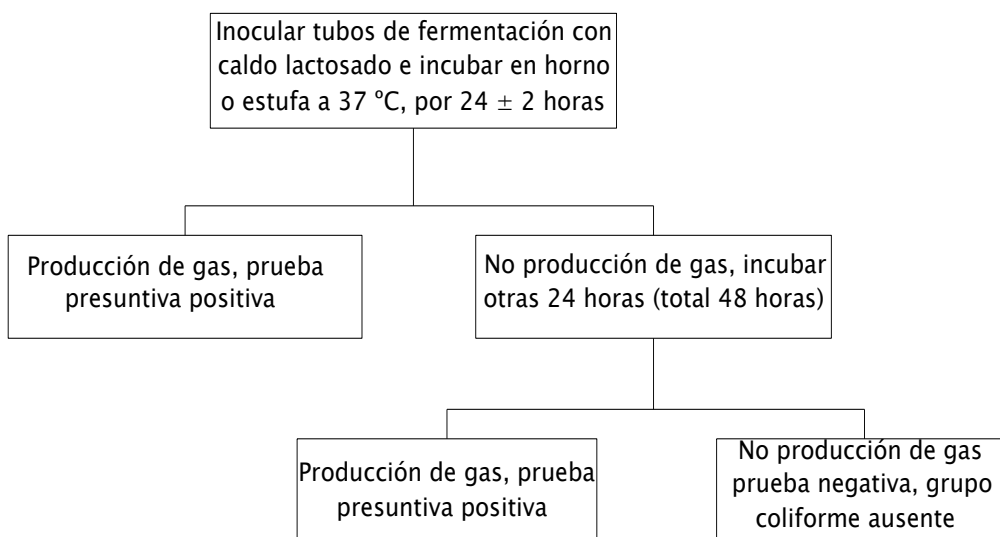 Inocular tubos de fermentación con
caldo lactosado e incubar en horno
o estufa a 37 ºC, por 24 ± 2 horas
Producción de gas, prueba
presuntiva positiva
No producción de gas, incubar
otras 24 horas (total 48 horas)
Producción de gas, prueba
presuntiva positiva
No producción de gas
prueba negativa, grupo
coliforme ausente